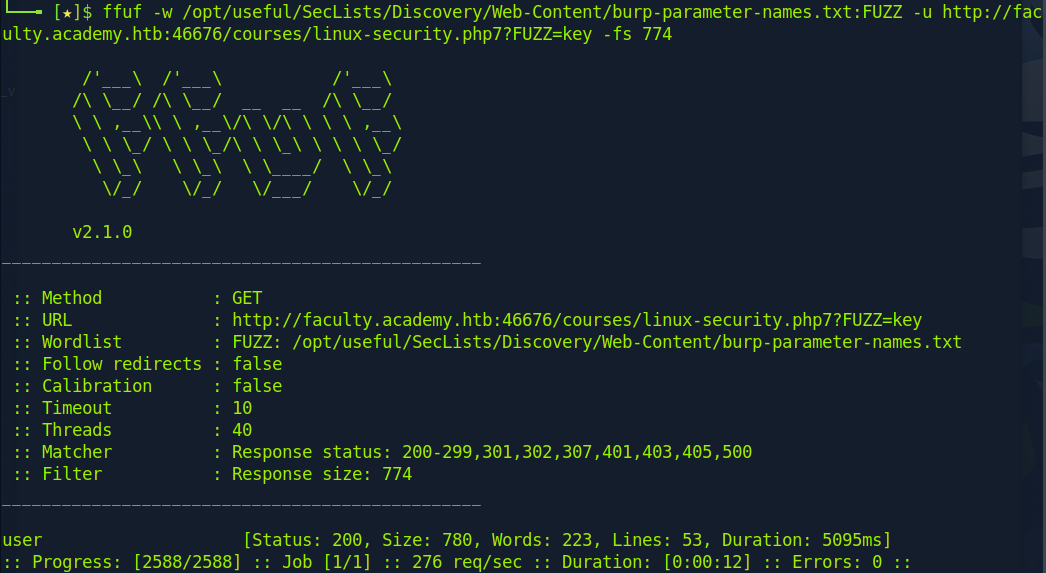 [★]$ ffuf -w /opt/useful/SecLists/Discovery/Web-Content/burp-parameter-names.txt:FUZZ -u http://fac
ulty.academy.htb:46676/courses/linux-security.php7?FUZZ=key -fs 774
        /'___\  /'___\           /'___\
       /\ \__/ /\ \__/  __  __  /\ \__/
       \ \ ,__\\ \ ,__\/\ \/\ \ \ \ ,__\
        \ \ \_/ \ \ \_/\ \ \_\ \ \ \ \_/
         \ \_\   \ \_\  \ \____/  \ \_\
          \/_/    \/_/   \/___/    \/_/
v2.1.0
________________________________________________
:: Method           : GET
:: URL              : http://faculty.academy.htb:46676/courses/linux-security.php7?FUZZ=key
:: Wordlist         : FUZZ: /opt/useful/SecLists/Discovery/Web-Content/burp-parameter-names.txt
:: Follow redirects : false
:: Calibration      : false
:: Timeout          : 10
:: Threads          : 40
:: Matcher          : Response status: 200-299,301,302,307,401,403,405,500
:: Filter           : Response size: 774
________________________________________________
user                    [Status: 200, Size: 780, Words: 223, Lines: 53, Duration: 5095ms]
:: Progress: [2588/2588] :: Job [1/1] :: 276 req/sec :: Duration: [0:00:12] :: Errors: 0 ::